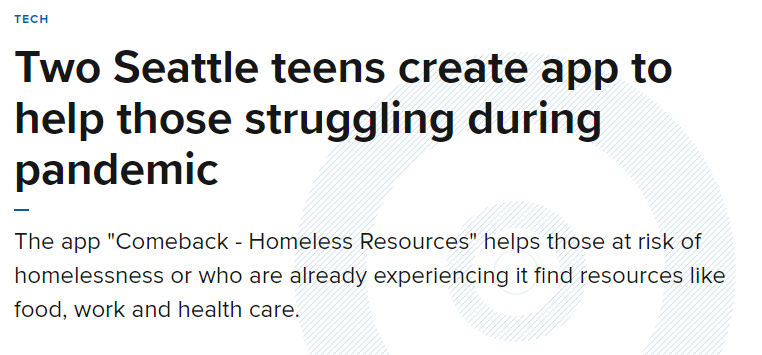 TECH
Two Seattle teens create app to
help those struggling during
pandemic
The app "Comeback - Homeless Resources" helps those at risk of
homelessness or who are already experiencing it find resources like
food, work and health care.